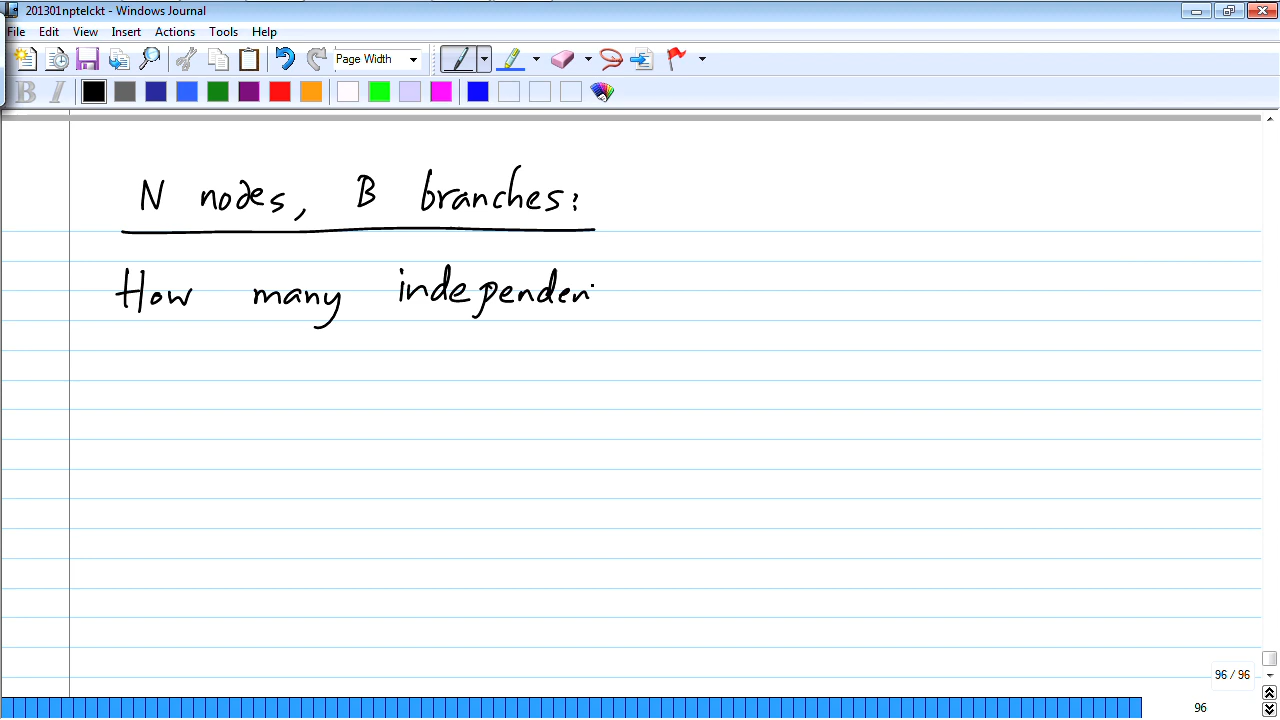 201301nptelckt - Windows Journal
File Edit View Insert Actions Tools Help
Page Width
B I
N nodes, B branches:
How many independen
96 / 96
96